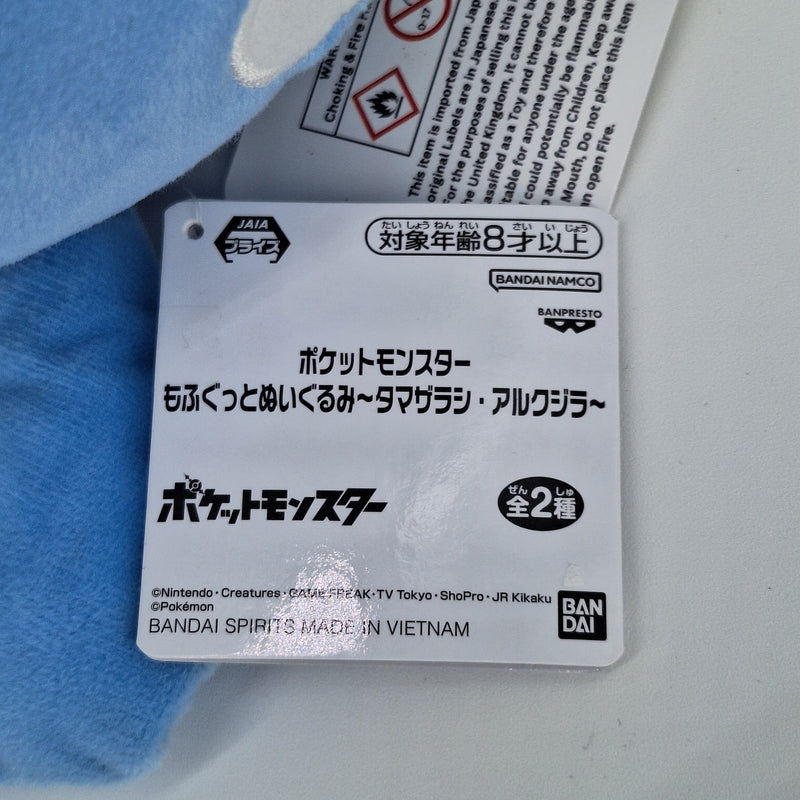 Choking & Fire
0-17
This item is imported from
original Labels are in Japanese.
for the purposes of selling this
United Kingdom, it cannot be
as a Toy and therefore
for anyone under the age
could potentially be flammable
away from Children, Keep away
Mouth, Do not place this item
an open Fire.
JAIA
プライズ
たいしょうねんれい さいいじょう
対象年齢8才以上
BANDAI NAMCO
BANPRESTO
ポケットモンスター
もふぐっとぬいぐるみ~タマザラシ・アルクジラ~
ポケットモンスター
ぜん しゅ
全2種
©Nintendo・Creatures・GAME FREAK・TV Tokyo・ShoPro・JR Kikaku
©Pokémon
BANDAI SPIRITS MADE IN VIETNAM
BAN
DAI